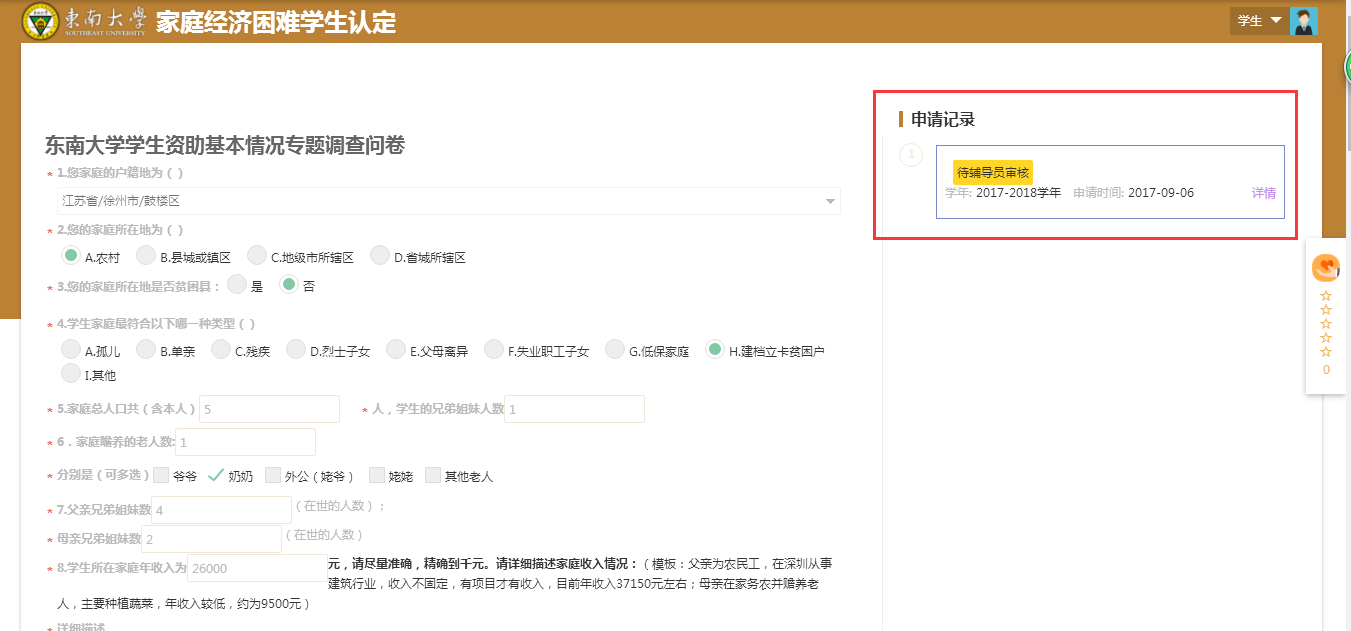 東南大學
SOUTHEAST UNIVERSITY
家庭经济困难学生认定
学生
东南大学学生资助基本情况专题调查问卷
* 1.您家庭的户籍地为 ( )
江苏省/徐州市/鼓楼区
* 2.您的家庭所在地为 ( )
A.农村 B.县城或镇区 C.地级市所辖区 D.省城所辖区
* 3.您的家庭所在地是否贫困县： 是 否
* 4.学生家庭最符合以下哪一种类型 ( )
A.孤儿 B.单亲 C.残疾 D.烈士子女 E.父母离异 F.失业职工子女 G.低保家庭 H.建档立卡贫困户
I.其他
* 5.家庭总人口共（含本人） 5 * 人，学生的兄弟姐妹人数 1
* 6．家庭赡养的老人数: 1
* 分别是（可多选） 爷爷 奶奶 外公（姥爷） 姥姥 其他老人
* 7.父亲兄弟姐妹数 4 （在世的人数）；
* 母亲兄弟姐妹数 2 （在世的人数）
* 8.学生所在家庭年收入为 26000 元，请尽量准确，精确到千元。请详细描述家庭收入情况：（模板：父亲为农民工，在深圳从事
建筑行业，收入不固定，有项目才有收入，目前年收入37150元左右；母亲在家务农并赡养老
人，主要种植蔬菜，年收入较低，约为9500元）
* 详细描述
申请记录
1
待辅导员审核
学年: 2017-2018学年 申请时间: 2017-09-06 详情
0